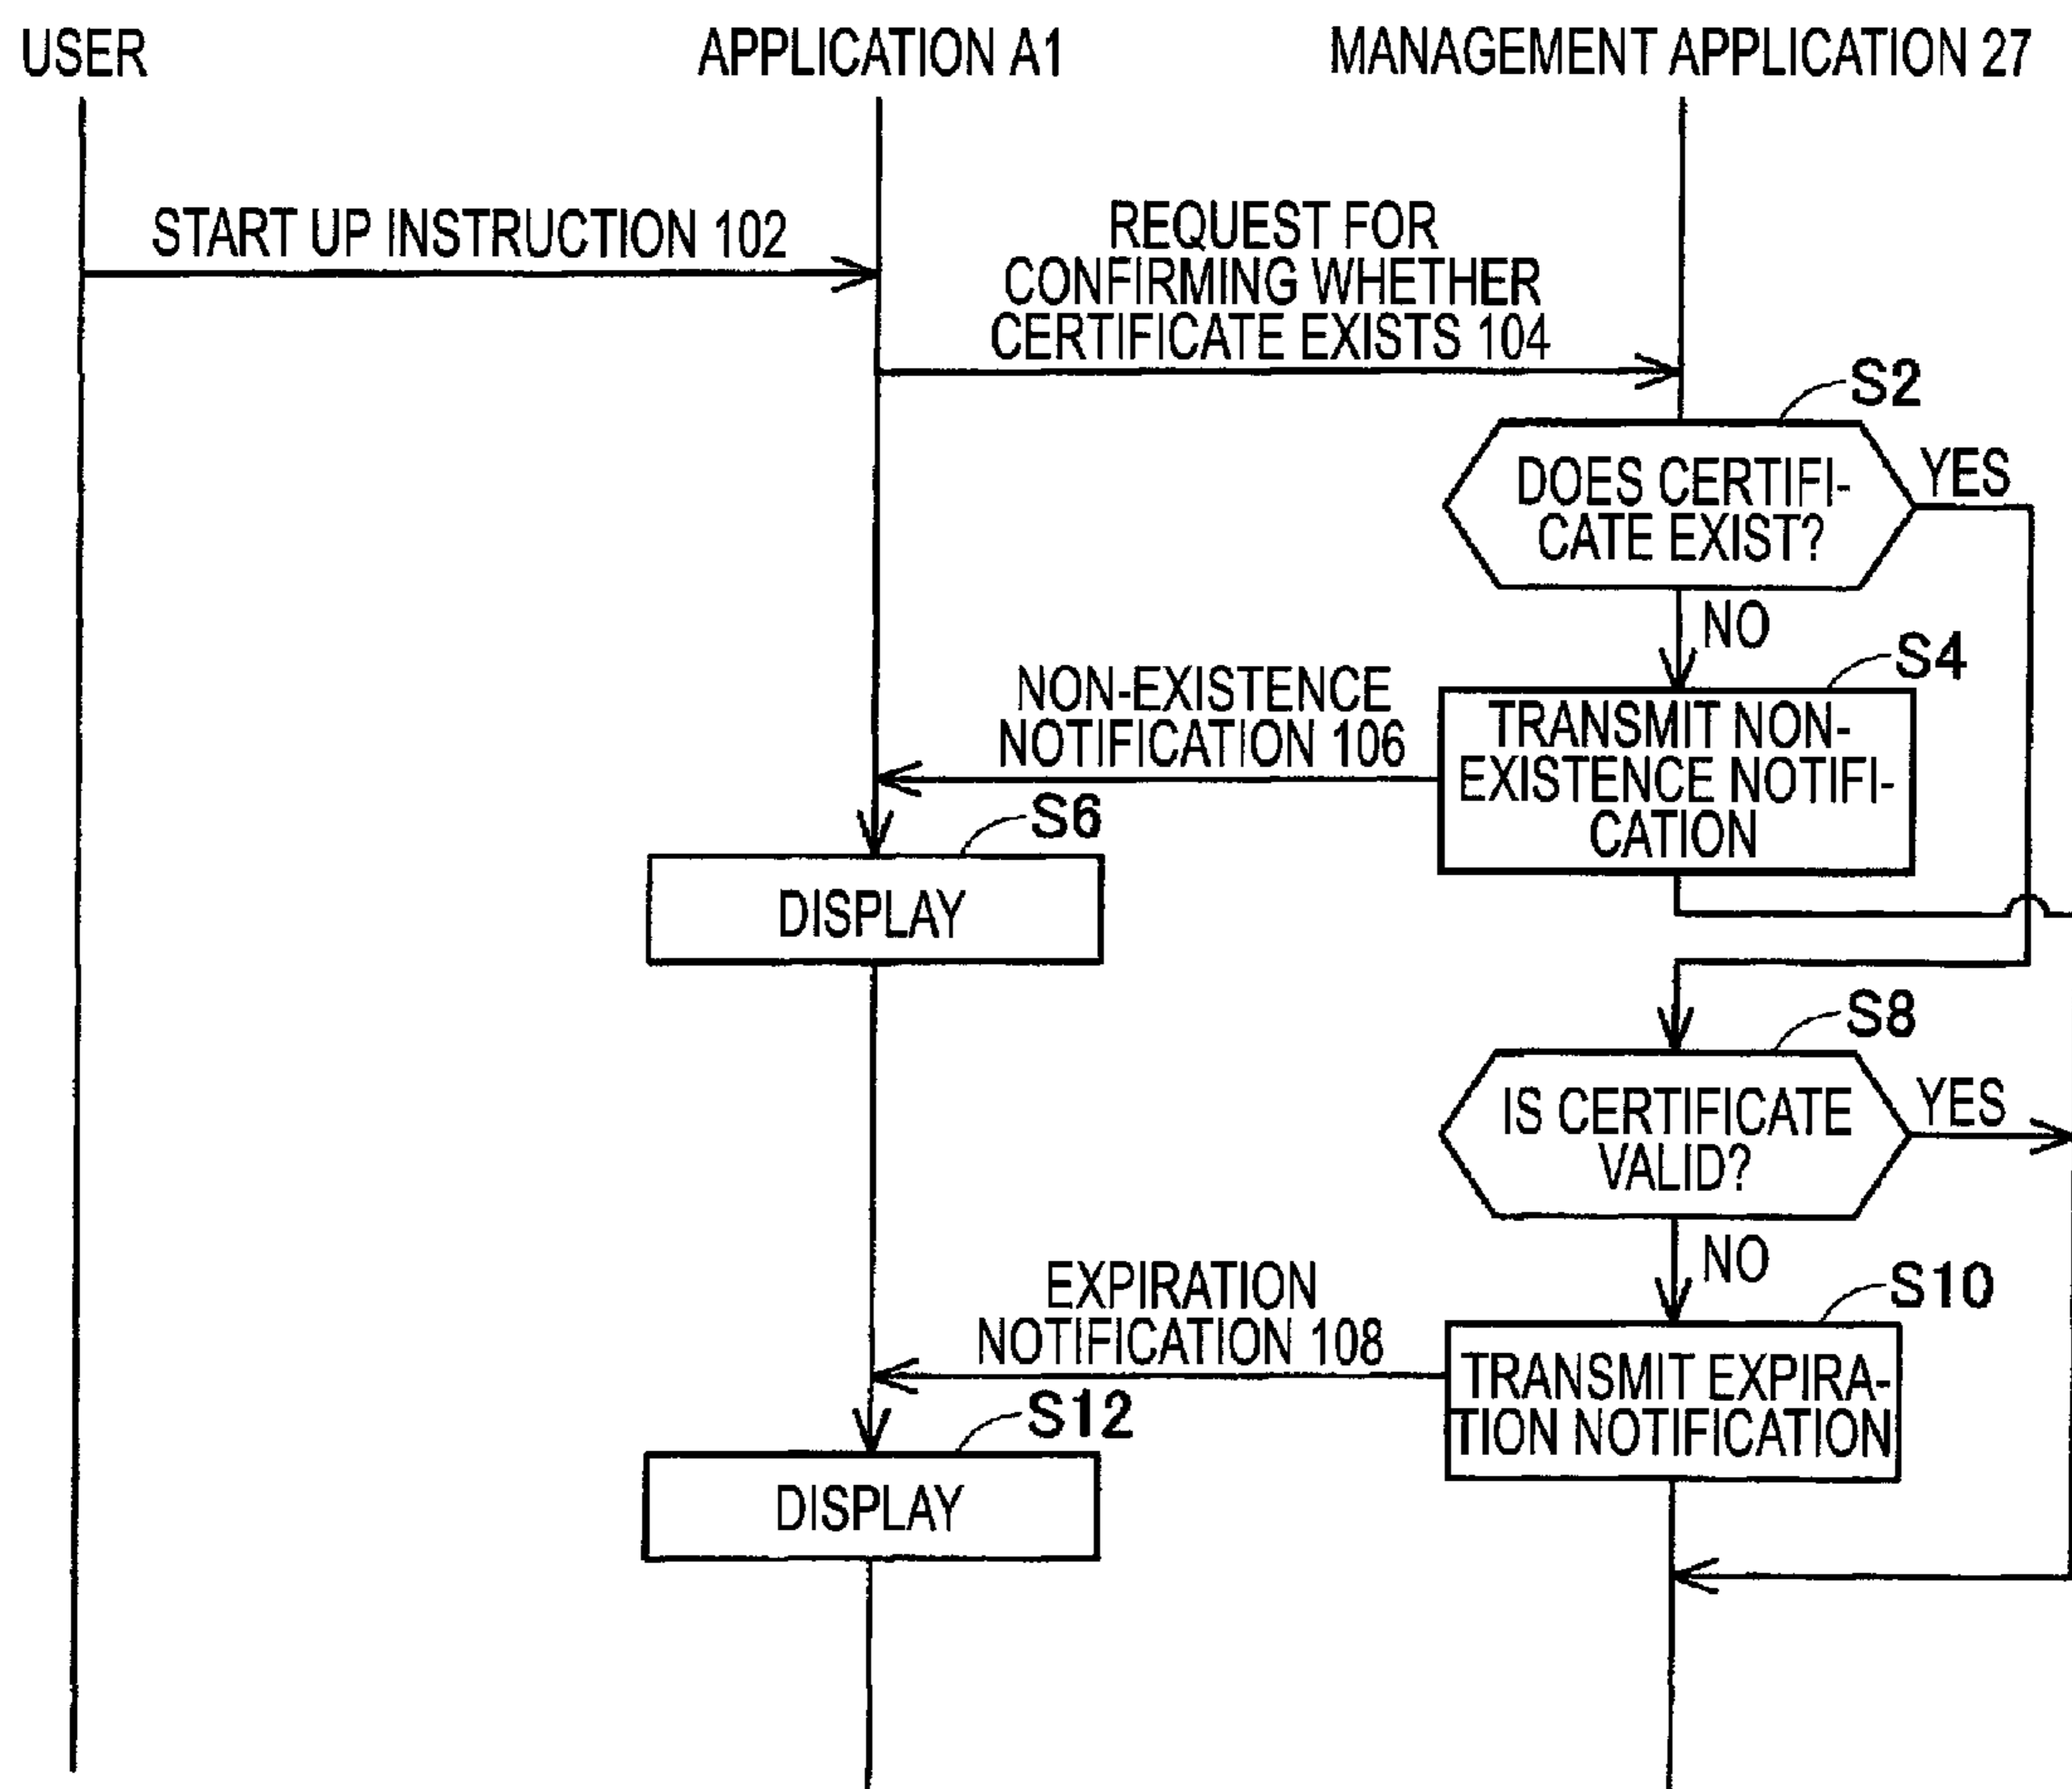 USER
APPLICATION A1
MANAGEMENT APPLICATION 27
START UP INSTRUCTION 102
REQUEST FOR
CONFIRMING WHETHER
CERTIFICATE EXISTS 104
S2
DOES CERTIFI-
CATE EXIST?
YES
NO
S4
NON-EXISTENCE
NOTIFICATION 106
TRANSMIT NON-
EXISTENCE NOTIFI-
CATION
S6
DISPLAY
S8
IS CERTIFICATE
VALID?
YES
NO
EXPIRATION
NOTIFICATION 108
S10
TRANSMIT EXPIRA-
TION NOTIFICATION
S12
DISPLAY